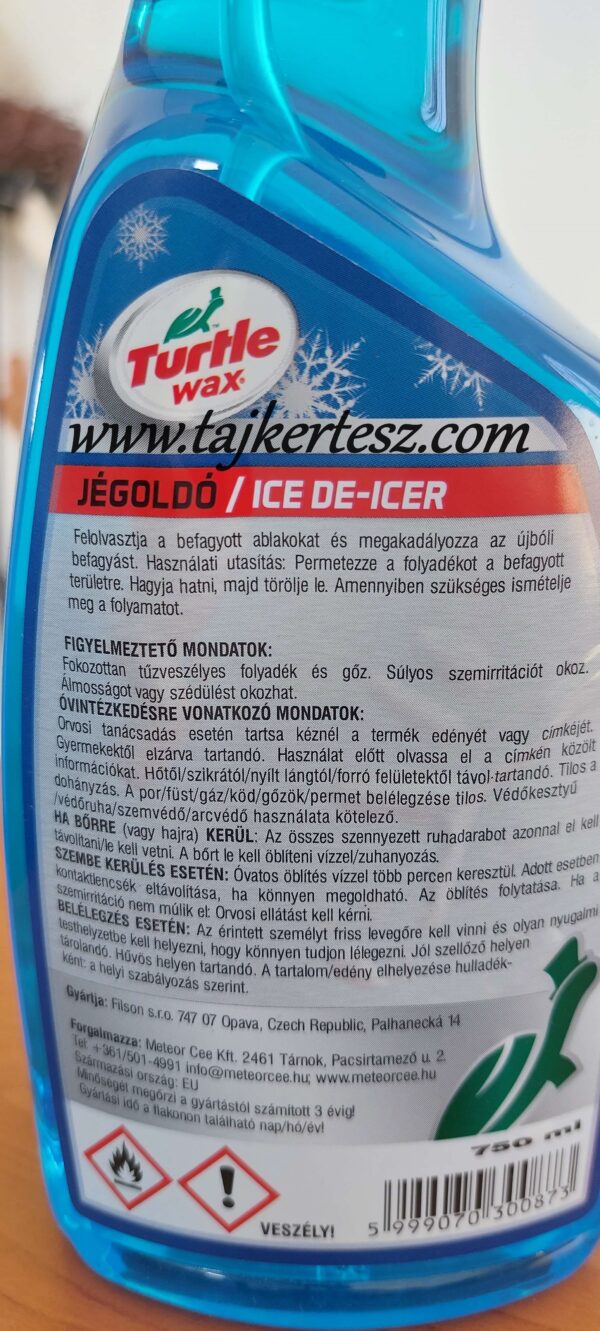 Turtle
wax
www.tajkertesz.com
JÉGOLDÓ / ICE DE-ICER
Felolvasztja a befagyott ablakokat és megakadályozza az újbóli
befagyást. Használati utasítás: Permetezze a folyadékot a befagyott
területre. Hagyja hatni, majd törölje le. Amennyiben szükséges ismételje
meg a folyamatot.
FIGYELMEZTETŐ MONDATOK:
Fokozottan tűzveszélyes folyadék és gőz. Súlyos szemirritációt okoz.
Álmosságot vagy szédülést okozhat.
ÓVINTÉZKEDÉSRE VONATKOZÓ MONDATOK:
Orvosi tanácsadás esetén tartsa kéznél a termék edényét vagy címkéjét.
Gyermekektől elzárva tartandó. Használat előtt olvassa el a címkén közölt
információkat. Hőtől/szikrától/nyílt lángtól/forró felületektől távol tartandó. Tilos a
dohányzás. A por/füst/gáz/köd/gőzök/permet belélegzése tilos. Védőkesztyű
/védőruha/szemvédő/arcvédő használata kötelező.
HA BŐRRE (vagy hajra) KERÜL: Az összes szennyezett ruhadarabot azonnal el kell
távolítani/le kell vetni. A bőrt le kell öblíteni vízzel/zuhanyozás.
SZEMBE KERÜLÉS ESETÉN: Óvatos öblítés vízzel több percen keresztül. Adott esetben
kontaktlencsék eltávolítása, ha könnyen megoldható. Az öblítés folytatása. Ha a
szemirritáció nem múlik el: Orvosi ellátást kell kérni.
BELÉLEGZÉS ESETÉN: Az érintett személyt friss levegőre kell vinni és olyan nyugalmi
testhelyzetbe kell helyezni, hogy könnyen tudjon lélegezni. Jól szellőző helyen
tárolandó. Hűvös helyen tartandó. A tartalom/edény elhelyezése hulladék-
ként: a helyi szabályozás szerint.
Gyártja: Filson s.r.o. 747 07 Opava, Czech Republic, Palhanecká 14
Forgalmazza: Meteor Cee Kft. 2461 Tárnok, Pacsirtamező u. 2.
Tel: +361/501-4991 info@meteorcee.hu; www.meteorcee.hu
Származási ország: EU
Minőségét megőrzi a gyártástól számított 3 évig!
Gyártási idő a flakonon található nap/hó/év!
750 ml
VESZÉLY!
5 999070 300873